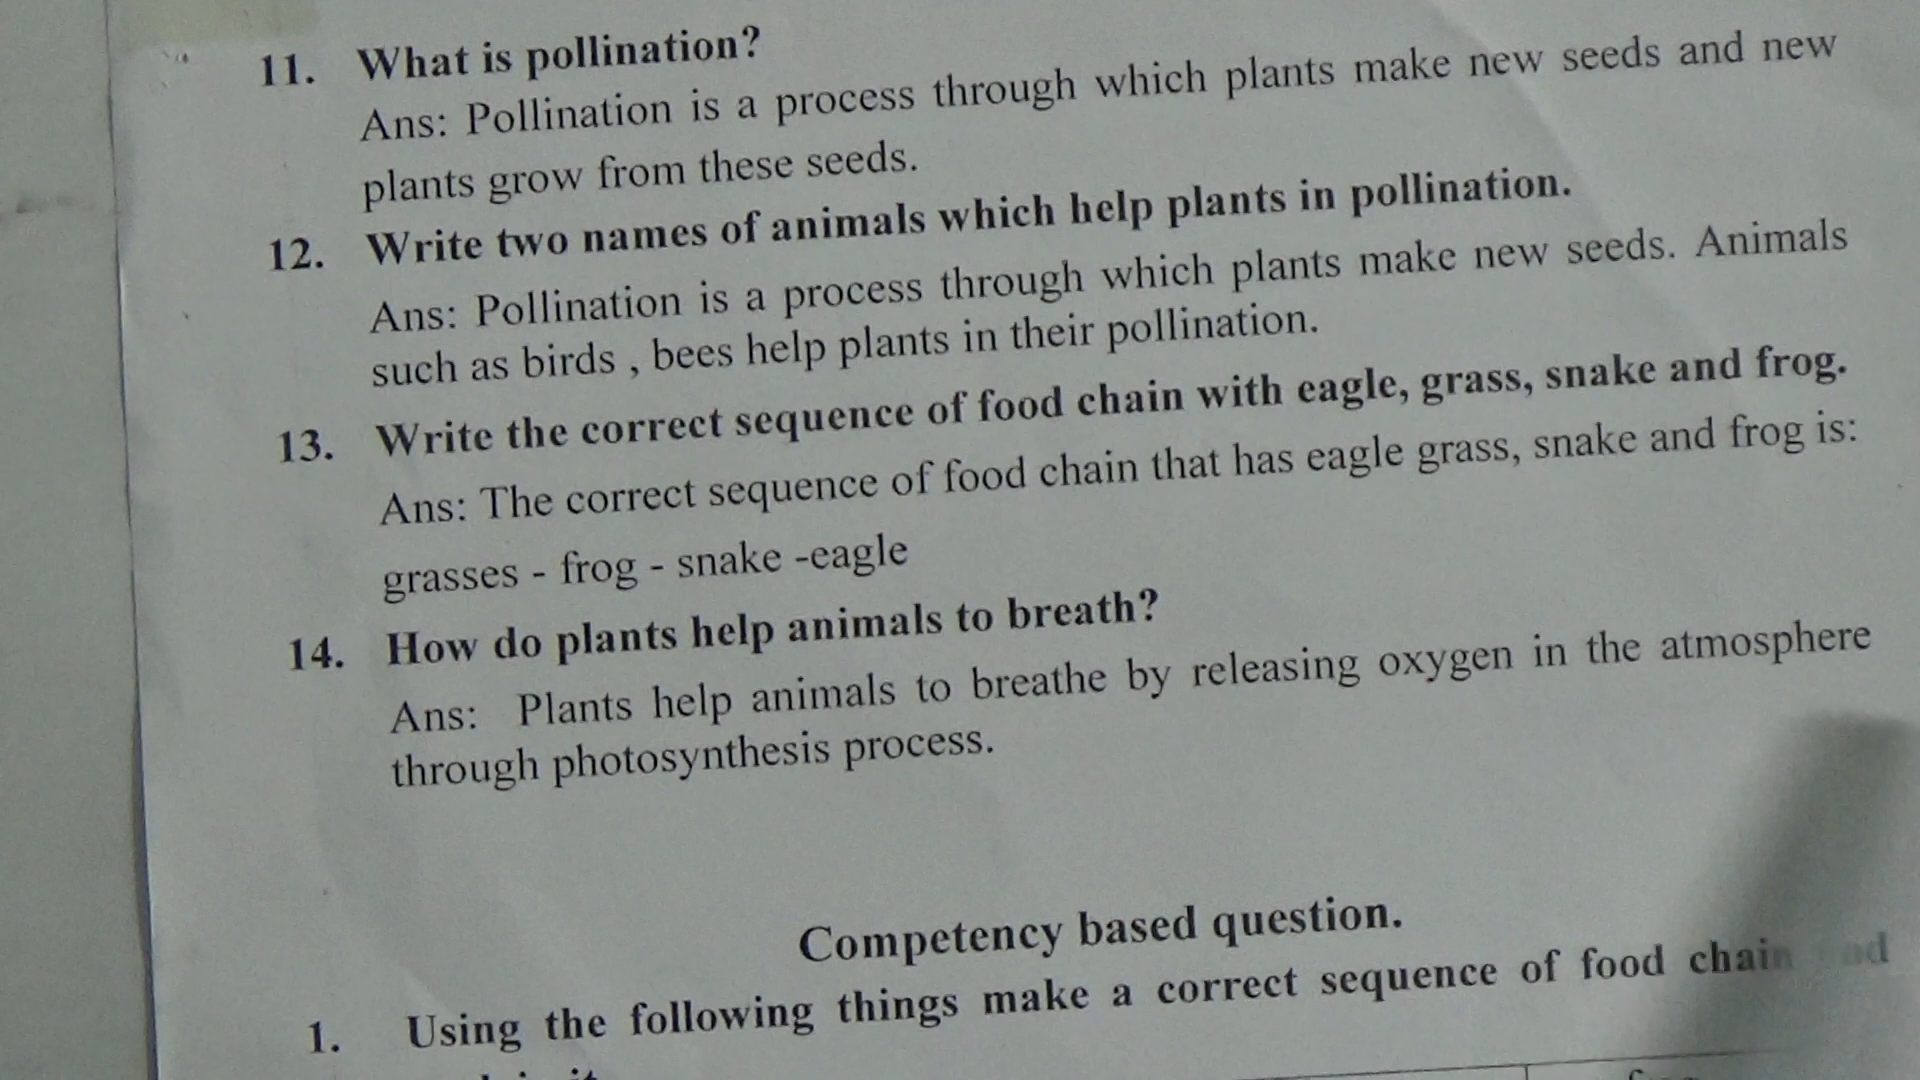 11. What is pollination?
Ans: Pollination is a process through which plants make new seeds and new
plants grow from these seeds.
12. Write two names of animals which help plants in pollination.
Ans: Pollination is a process through which plants make new seeds. Animals
such as birds , bees help plants in their pollination.
13. Write the correct sequence of food chain with eagle, grass, snake and frog.
Ans: The correct sequence of food chain that has eagle grass, snake and frog is:
grasses - frog - snake -eagle
14. How do plants help animals to breath?
Ans: Plants help animals to breathe by releasing oxygen in the atmosphere
through photosynthesis process.
Competency based question.
1. Using the following things make a correct sequence of food chain